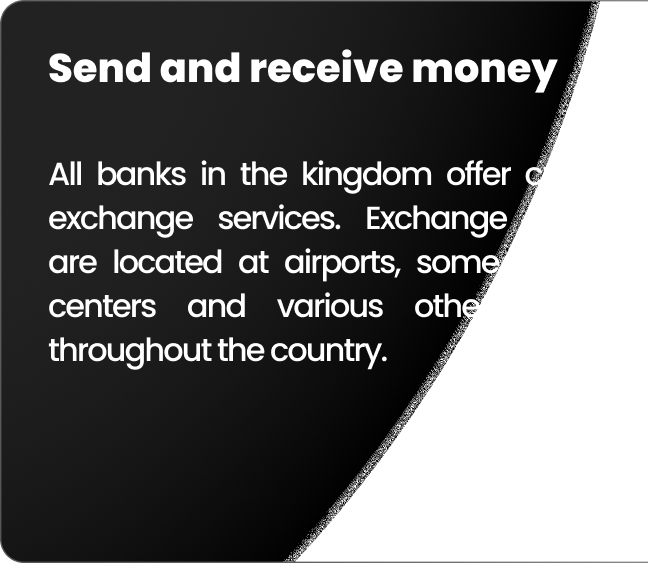 Send and receive money
All banks in the kingdom offer
exchange services. Exchange
are located at airports, some
centers and various
throughout the country.